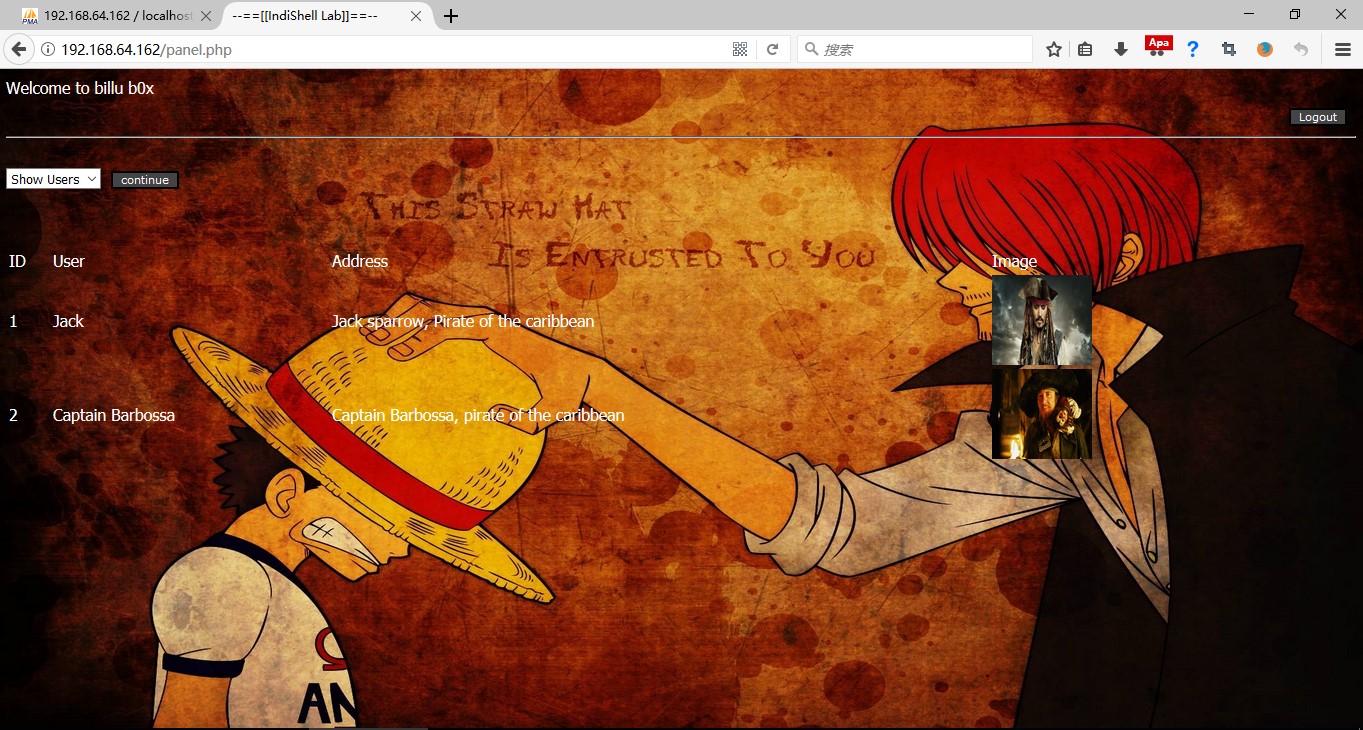 192.168.64.162 / localhost
--==[[IndiShell Lab]]==--
192.168.64.162/panel.php
搜索
Apa
Welcome to billu b0x
Logout
Show Users
continue
This Straw Hat
Is Entrusted To You
ID User Address Image
1 Jack Jack sparrow, Pirate of the caribbean
2 Captain Barbossa Captain Barbossa, pirate of the caribbean
AN